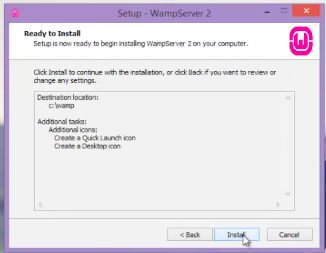 Setup - WampServer 2
Ready to Install
Setup is now ready to begin installing WampServer 2 on your computer.
Click Install to continue with the installation, or click Back if you want to review or
change any settings.
Destination location:
c:\wamp
Additional tasks:
Additional icons:
Create a Quick Launch icon
Create a Desktop icon
< Back
Install
Cancel